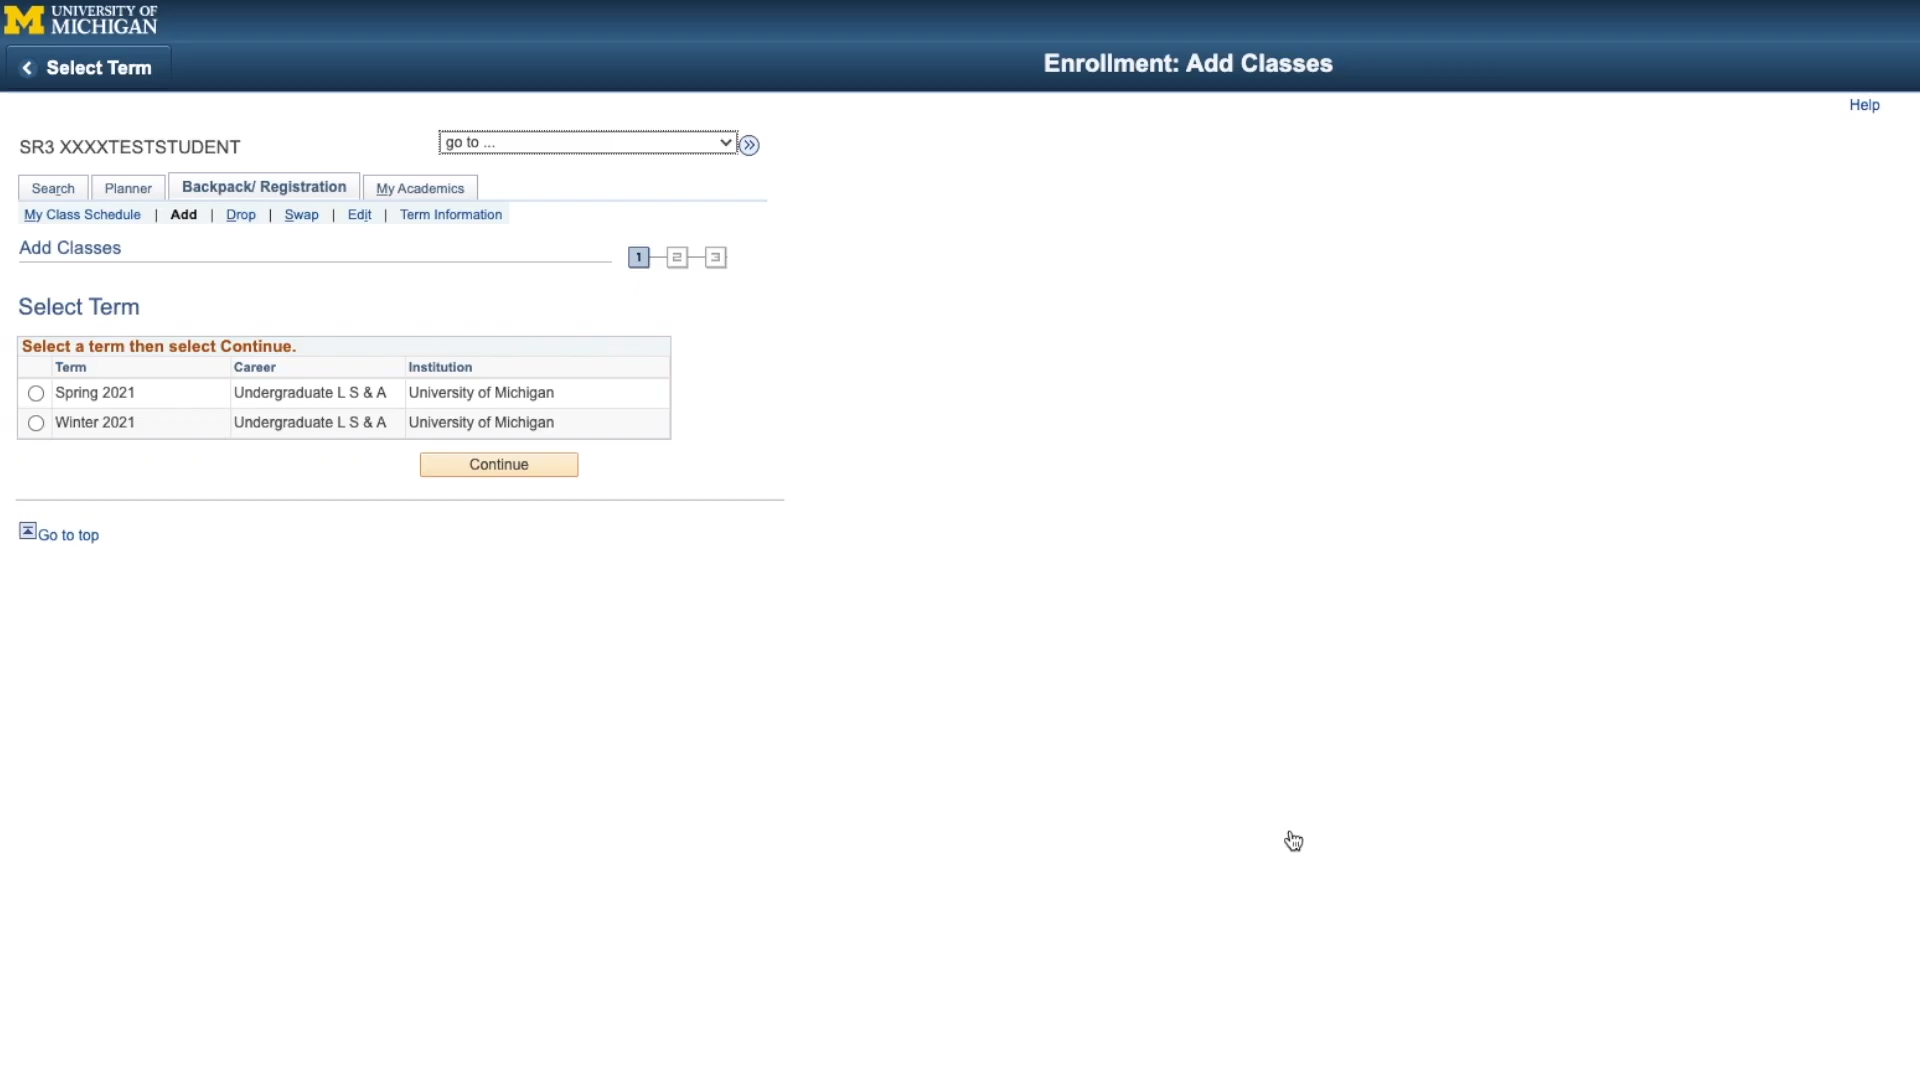 UNIVERSITY OF
MICHIGAN
Select Term
Enrollment: Add Classes
Help
SR3 XXXXTESTSTUDENT
go to ...
Search
Planner
Backpack/ Registration
My Academics
My Class Schedule | Add | Drop | Swap | Edit | Term Information
Add Classes
1 2 3
Select Term
Select a term then select Continue.
Term Career Institution
Spring 2021 Undergraduate L S & A University of Michigan
Winter 2021 Undergraduate L S & A University of Michigan
Continue
Go to top